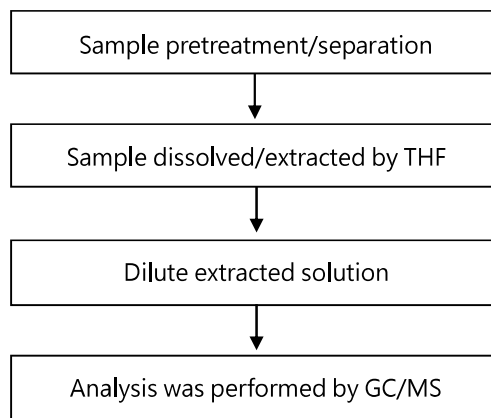 Sample pretreatment/separation
Sample dissolved/extracted by THF
Dilute extracted solution
Analysis was performed by GC/MS